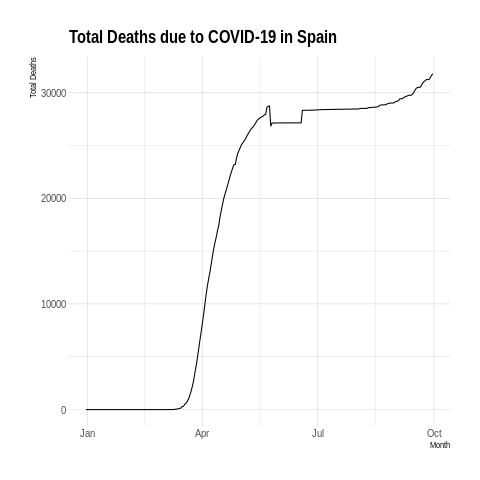 Total Deaths due to COVID-19 in Spain
Total Deaths
30000
20000
10000
0
Jan Apr Jul Oct
Month